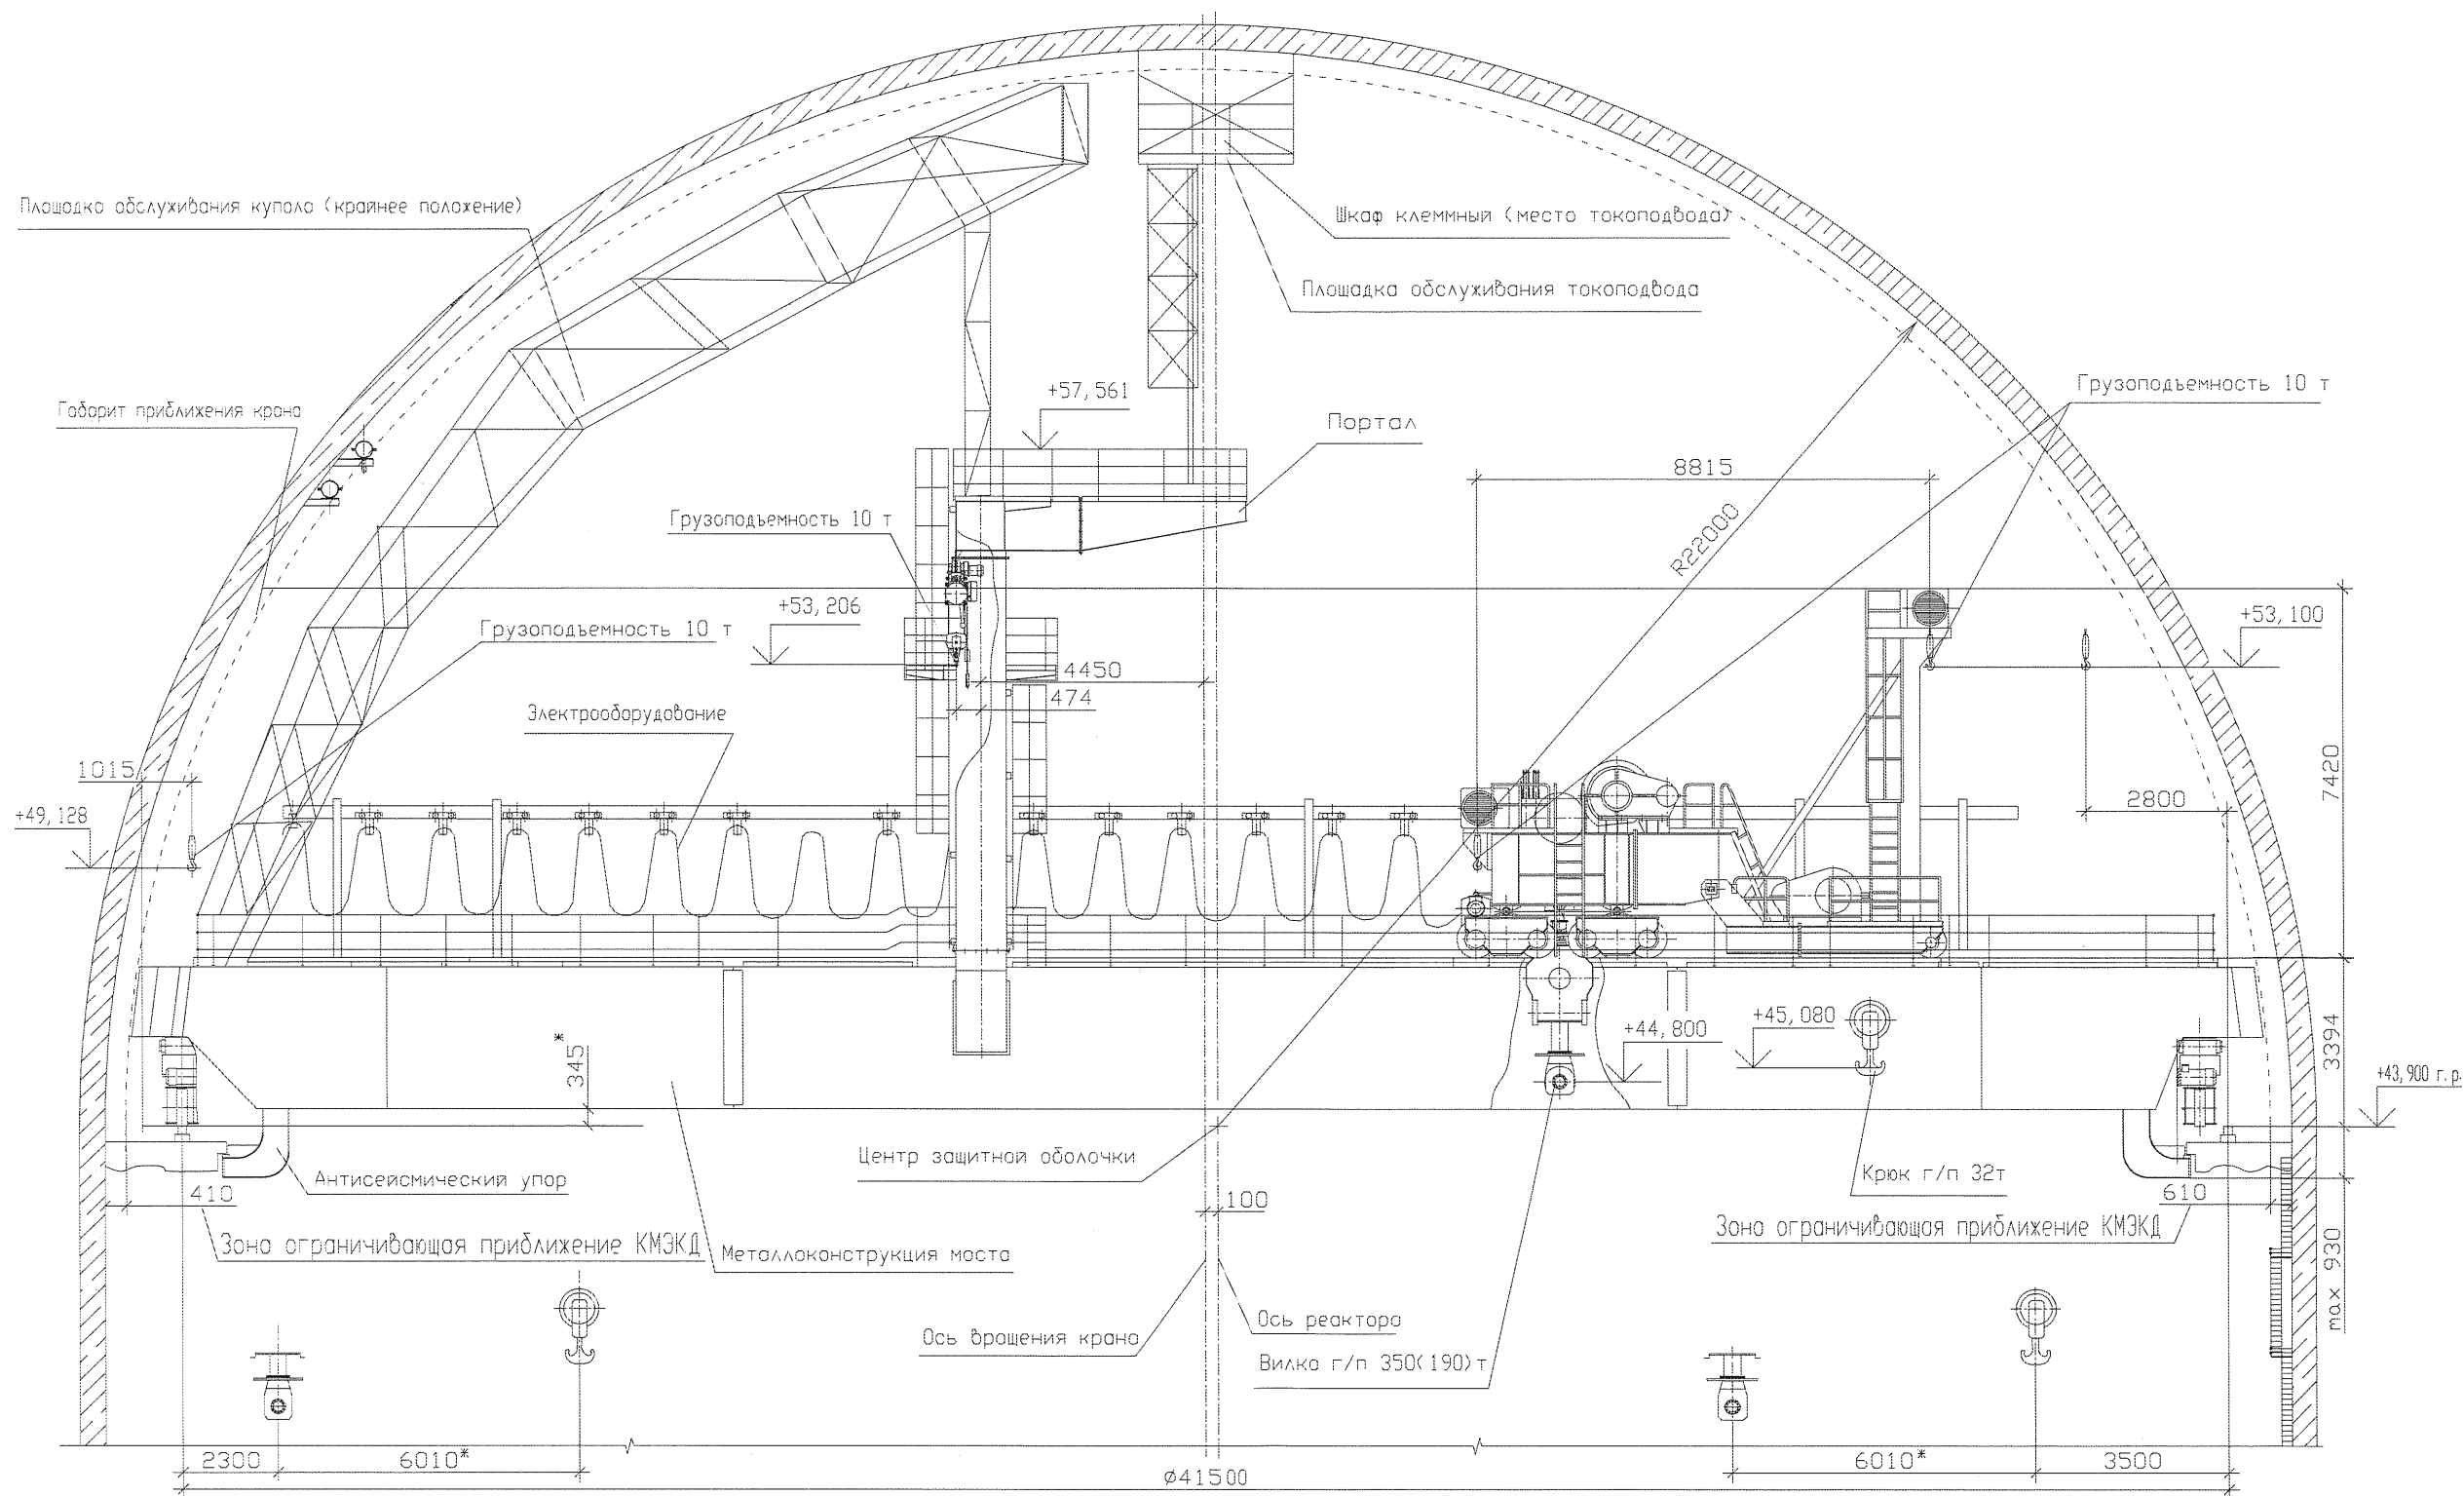 Площадка обслуживания купола (крайнее положение)
Шкаф клеммный (место токоподвода)
Площадка обслуживания токоподвода
Габарит приближения крана
+57,561
Портал
Грузоподъемность 10 т
8815
Грузоподъемность 10 т
R22000
+53,206
+53,100
Грузоподъемность 10 т
4450
474
Электрооборудование
1015
+49,128
2800
7420
+45,080
+44,800
345*
3394
+43,900 г.р.
Центр защитной оболочки
Антисейсмический упор
Крюк г/п 32т
410
100
610
Зона ограничивающая приближение КМЭКД
Металлоконструкция моста
Зона ограничивающая приближение КМЭКД
max 930
Ось вращения крана
Ось реактора
Вилка г/п 350(190)т
2300
6010*
Ø41500
6010*
3500